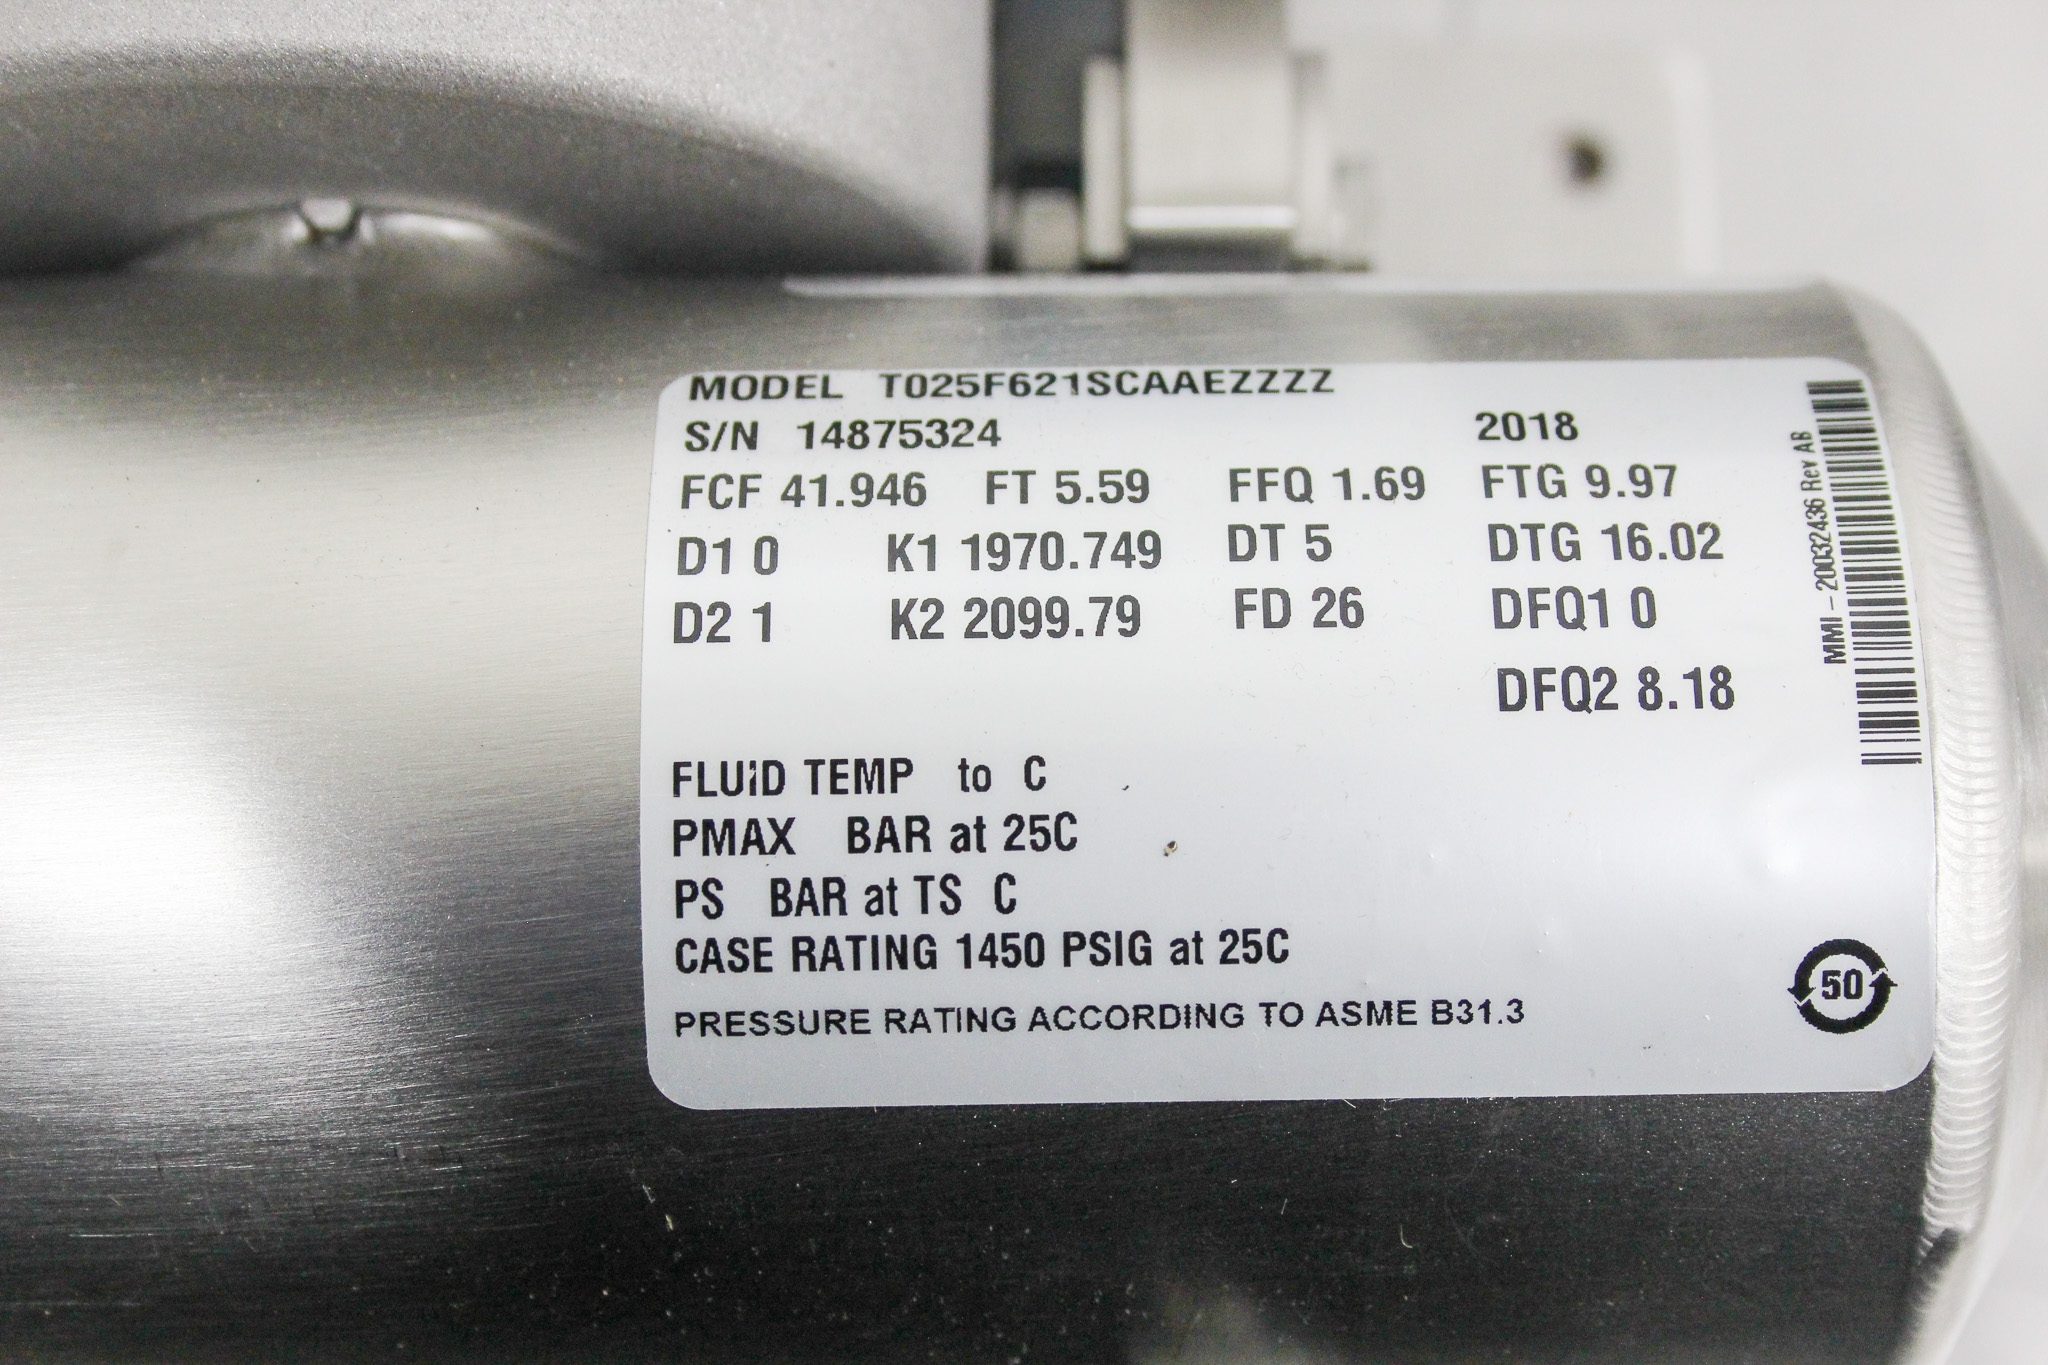 MODEL T025F621SCAAEZZZZ
S/N 14875324 2018
FCF 41.946 FT 5.59 FFQ 1.69 FTG 9.97
D1 0 K1 1970.749 DT 5 DTG 16.02
D2 1 K2 2099.79 FD 26 DFQ1 0
DFQ2 8.18
FLUID TEMP to C
PMAX BAR at 25C
PS BAR at TS C
CASE RATING 1450 PSIG at 25C
PRESSURE RATING ACCORDING TO ASME B31.3
MMI - 20032436 Rev AB
50